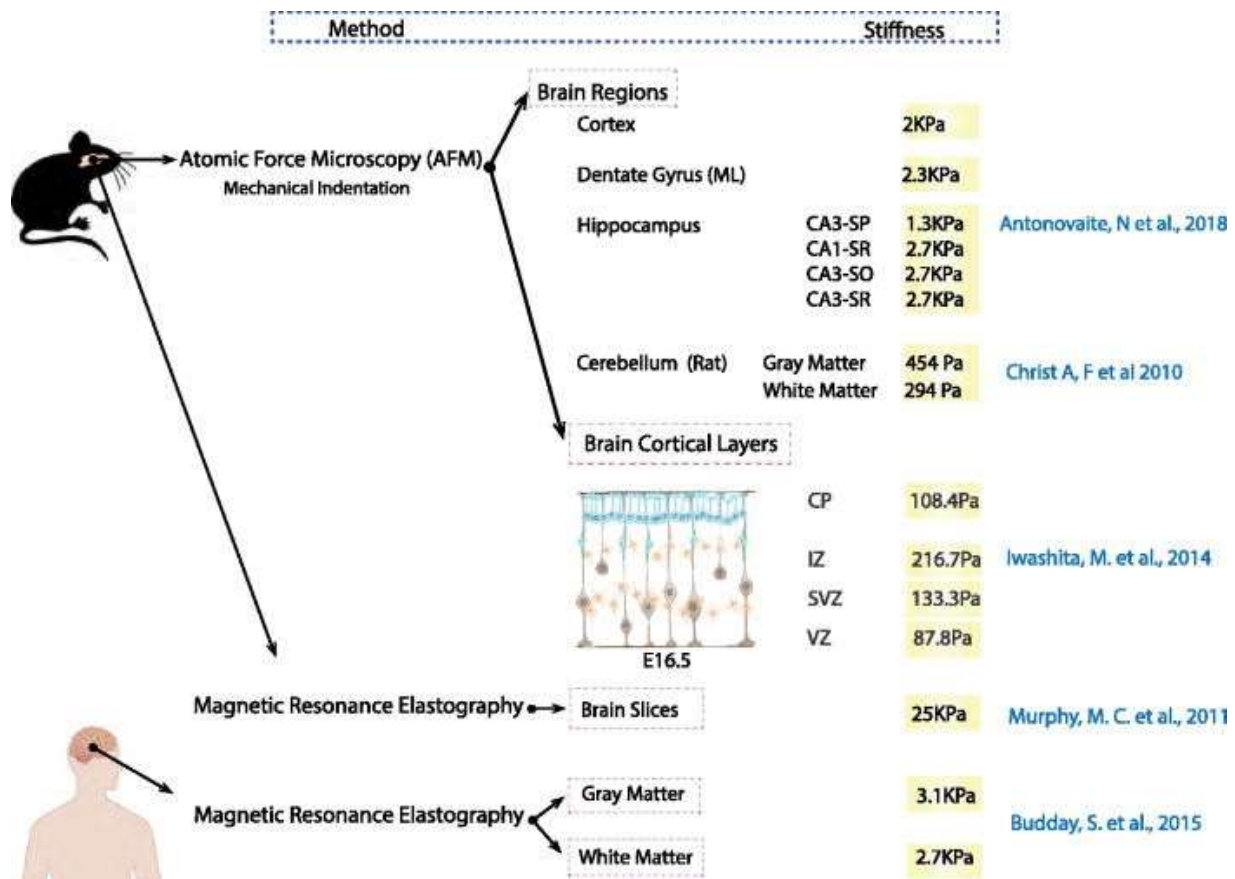 Method Stiffness
Brain Regions
Cortex 2KPa
Atomic Force Microscopy (AFM)
Mechanical Indentation
Dentate Gyrus (ML) 2.3KPa
Hippocampus CA3-SP 1.3KPa Antonovaite, N et al., 2018
CA1-SR 2.7KPa
CA3-SO 2.7KPa
CA3-SR 2.7KPa
Cerebellum (Rat) Gray Matter 454 Pa Christ A, F et al 2010
White Matter 294 Pa
Brain Cortical Layers
CP 108.4Pa
IZ 216.7Pa Iwashita, M. et al., 2014
SVZ 133.3Pa
VZ 87.8Pa
E16.5
Magnetic Resonance Elastography Brain Slices 25KPa Murphy, M. C. et al., 2011
Gray Matter 3.1KPa
Magnetic Resonance Elastography Budday, S. et al., 2015
White Matter 2.7KPa